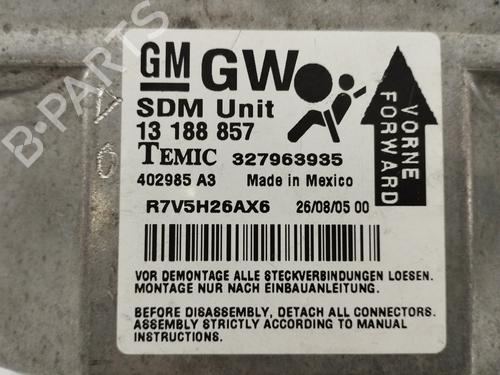 GM GW
SDM Unit
13 188 857
TEMIC 327963935
402985 A3 Made in Mexico
R7V5H26AX6 26/08/05 00
VORNE
FORWARD
VOR DEMONTAGE ALLE STECKVERBINDUNGEN LOESEN.
MONTAGE NUR NACH EINBAUANLEITUNG.
BEFORE DISASSEMBLY, DETACH ALL CONNECTORS.
ASSEMBLY STRICTLY ACCORDING TO MANUAL
INSTRUCTIONS.
B-PARTS